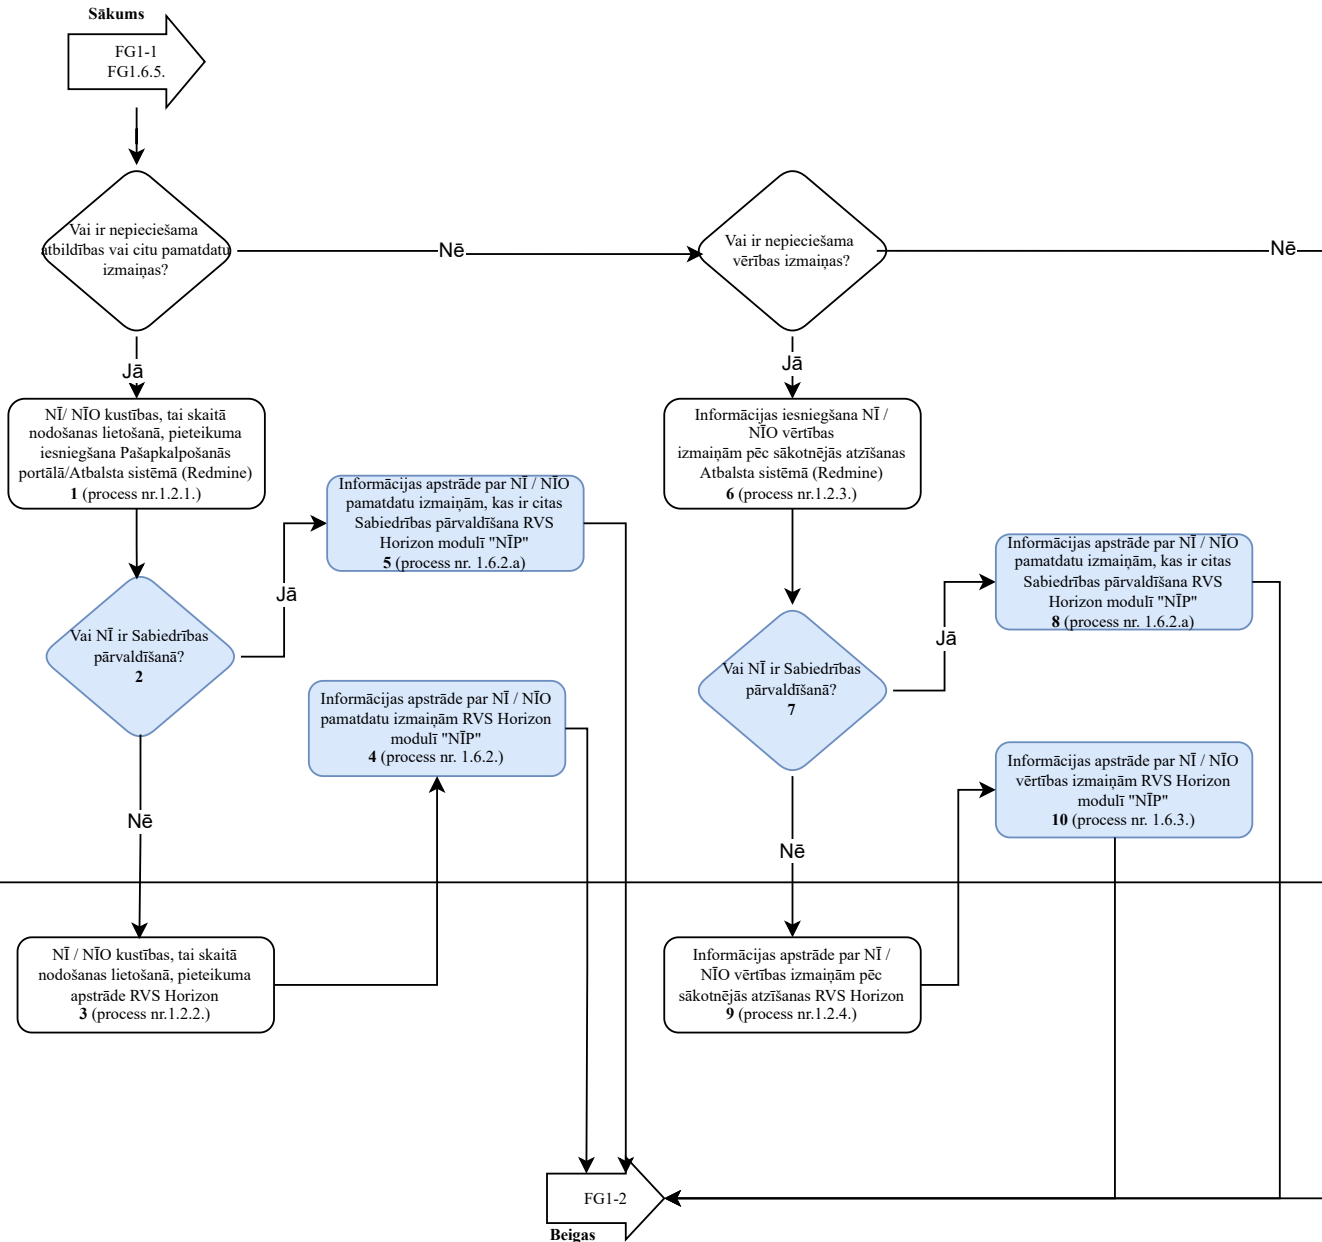 Sākums
FG1-1
FG1.6.5.
Vai ir nepieciešama
atbildības vai citu pamatdatu
izmaiņas?
Nē
Vai ir nepieciešama
vērības izmaiņas?
Nē
Jā
Jā
NĪ/ NĪO kustības, tai skaitā
nodošanas lietošanā, pieteikuma
iesniegšana Pašapkalpošanās
portālā/Atbalsta sistēmā (Redmine)
1 (process nr.1.2.1.)
Informācijas iesniegšana NĪ /
NĪO vērtības
izmaiņām pēc sākotnējās atzīšanas
Atbalsta sistēmā (Redmine)
6 (process nr.1.2.3.)
Informācijas apstrāde par NĪ / NĪO
pamatdatu izmaiņām, kas ir citas
Sabiedrības pārvaldīšana RVS
Horizon modulī "NĪP"
5 (process nr. 1.6.2.a)
Jā
Informācijas apstrāde par NĪ / NĪO
pamatdatu izmaiņām, kas ir citas
Sabiedrības pārvaldīšana RVS
Horizon modulī "NĪP"
8 (process nr. 1.6.2.a)
Jā
Vai NĪ ir Sabiedrības
pārvaldīšanā?
2
Vai NĪ ir Sabiedrības
pārvaldīšanā?
7
Informācijas apstrāde par NĪ / NĪO
pamatdatu izmaiņām RVS Horizon
modulī "NĪP"
4 (process nr. 1.6.2.)
Informācijas apstrāde par NĪ / NĪO
vērtības izmaiņām RVS Horizon
modulī "NĪP"
10 (process nr. 1.6.3.)
Nē
Nē
NĪ / NĪO kustības, tai skaitā
nodošanas lietošanā, pieteikuma
apstrāde RVS Horizon
3 (process nr.1.2.2.)
Informācijas apstrāde par NĪ /
NĪO vērtības izmaiņām pēc
sākotnējās atzīšanas RVS Horizon
9 (process nr.1.2.4.)
FG1-2
Beigas